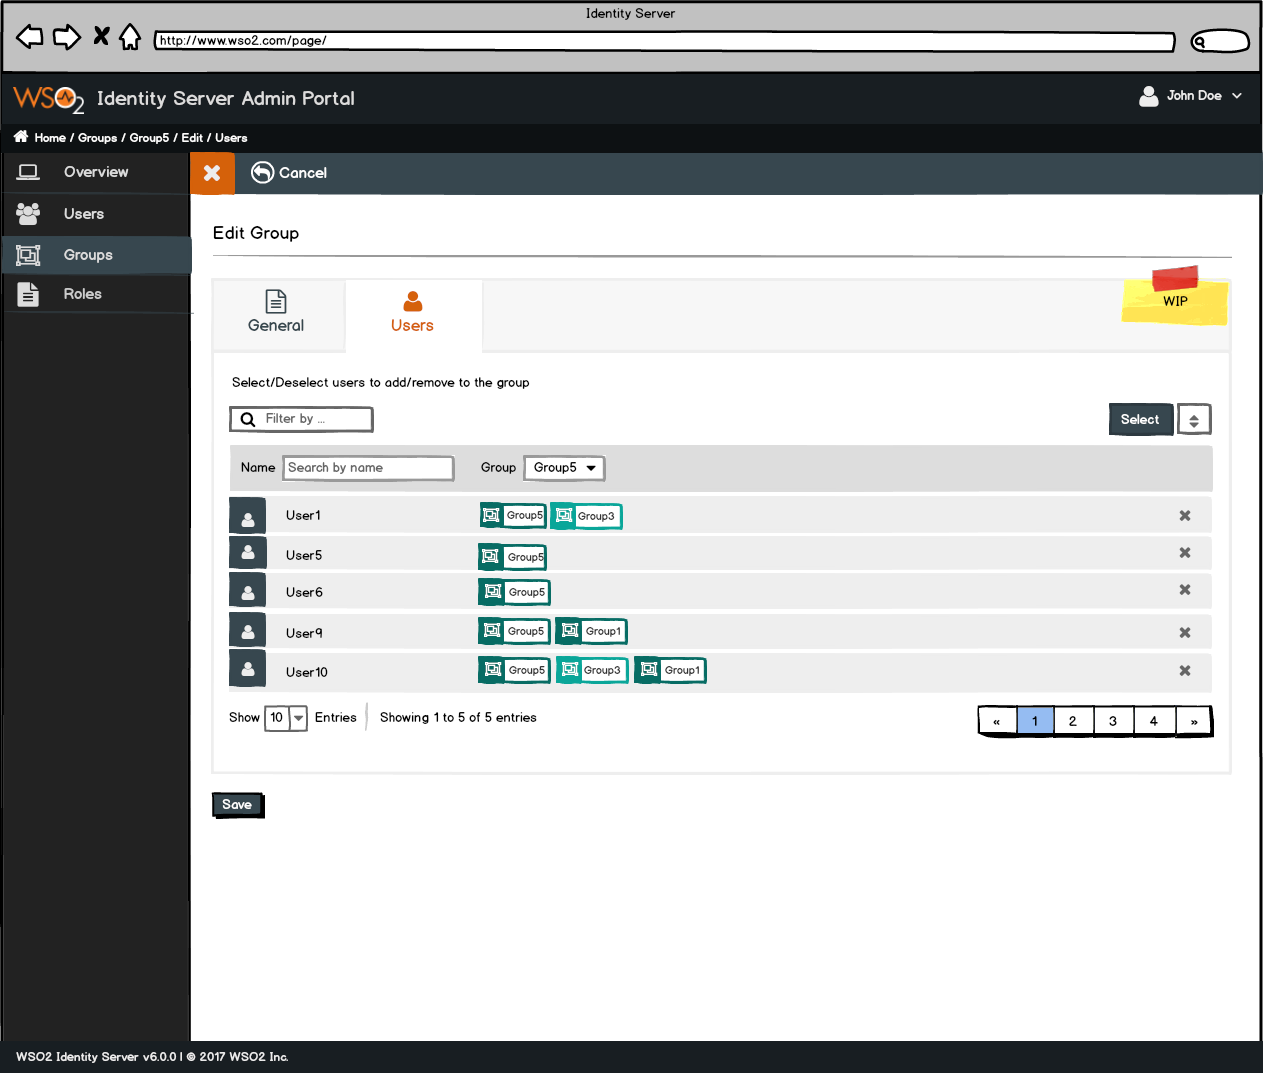 Identity Server
http://www.wso2.com/page/
WSO2 Identity Server Admin Portal
John Doe
Home / Groups / Group5 / Edit / Users
Overview
Users
Groups
Roles
Cancel
Edit Group
WIP
General
Users
Select/Deselect users to add/remove to the group
Filter by ...
Select
Name Search by name Group Group5
User1 Group5 Group3
User5 Group5
User6 Group5
User9 Group5 Group1
User10 Group5 Group3 Group1
Show 10 Entries Showing 1 to 5 of 5 entries
« 1 2 3 4 »
Save
WSO2 Identity Server v6.0.0 | © 2017 WSO2 Inc.